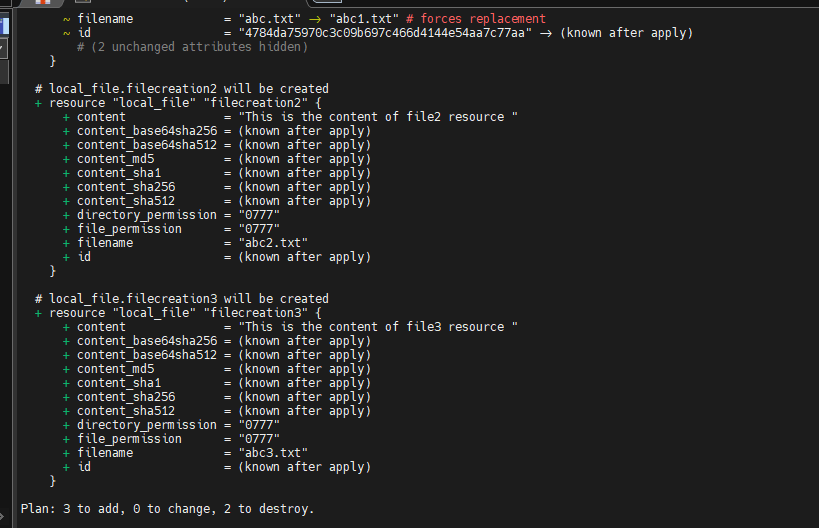 ~ filename             = "abc.txt" -> "abc1.txt" # forces replacement
~ id                   = "4784da75970c3c09b697c466d4144e54aa7c77aa" -> (known after apply)
# (2 unchanged attributes hidden)
}
# local_file.filecreation2 will be created
+ resource "local_file" "filecreation2" {
+ content              = "This is the content of file2 resource "
+ content_base64sha256 = (known after apply)
+ content_base64sha512 = (known after apply)
+ content_md5          = (known after apply)
+ content_sha1         = (known after apply)
+ content_sha256       = (known after apply)
+ content_sha512       = (known after apply)
+ directory_permission = "0777"
+ file_permission      = "0777"
+ filename             = "abc2.txt"
+ id                   = (known after apply)
}
# local_file.filecreation3 will be created
+ resource "local_file" "filecreation3" {
+ content              = "This is the content of file3 resource "
+ content_base64sha256 = (known after apply)
+ content_base64sha512 = (known after apply)
+ content_md5          = (known after apply)
+ content_sha1         = (known after apply)
+ content_sha256       = (known after apply)
+ content_sha512       = (known after apply)
+ directory_permission = "0777"
+ file_permission      = "0777"
+ filename             = "abc3.txt"
+ id                   = (known after apply)
}
Plan: 3 to add, 0 to change, 2 to destroy.